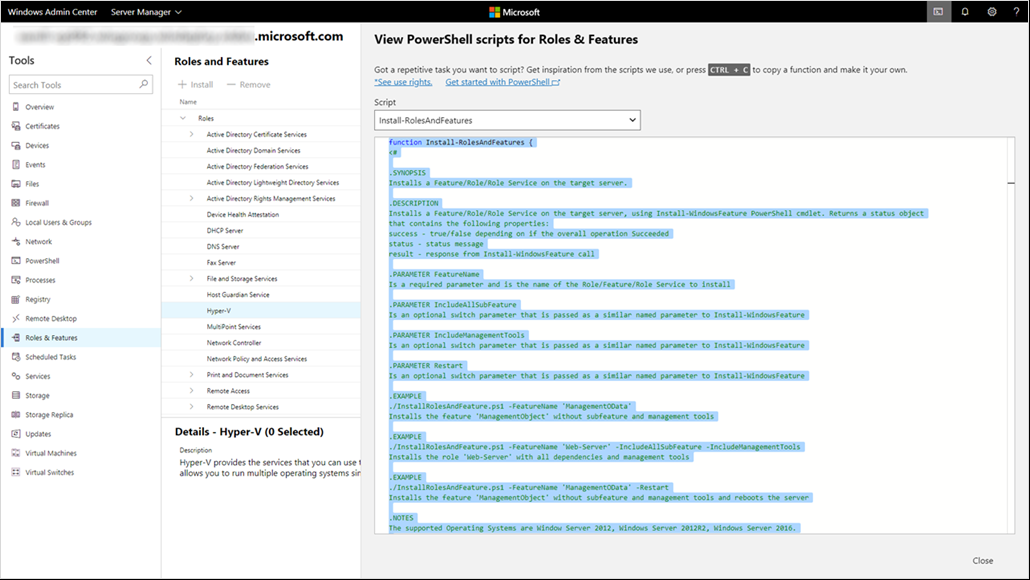 Windows Admin Center
Server Manager
Microsoft
?
.microsoft.com
Tools
Search Tools
Overview
Certificates
Devices
Events
Files
Firewall
Local Users & Groups
Network
PowerShell
Processes
Registry
Remote Desktop
Roles & Features
Scheduled Tasks
Services
Storage
Storage Replica
Updates
Virtual Machines
Virtual Switches
Roles and Features
+ Install
— Remove
Name
Roles
Active Directory Certificate Services
Active Directory Domain Services
Active Directory Federation Services
Active Directory Lightweight Directory Services
Active Directory Rights Management Services
Device Health Attestation
DHCP Server
DNS Server
Fax Server
File and Storage Services
Host Guardian Service
Hyper-V
MultiPoint Services
Network Controller
Network Policy and Access Services
Print and Document Services
Remote Access
Remote Desktop Services
Details - Hyper-V (0 Selected)
Description
Hyper-V provides the services that you can use t
allows you to run multiple operating systems sim
View PowerShell scripts for Roles & Features
Got a repetitive task you want to script? Get inspiration from the scripts we use, or press CTRL + C to copy a function and make it your own.
*See use rights.
Get started with PowerShell
Script
Install-RolesAndFeatures
function Install-RolesAndFeatures {
<#
.SYNOPSIS
Installs a Feature/Role/Role Service on the target server.
.DESCRIPTION
Installs a Feature/Role/Role Service on the target server, using Install-WindowsFeature PowerShell cmdlet. Returns a status object
that contains the following properties:
success - true/false depending on if the overall operation Succeeded
status - status message
result - response from Install-WindowsFeature call
.PARAMETER FeatureName
Is a required parameter and is the name of the Role/Feature/Role Service to install
.PARAMETER IncludeAllSubFeature
Is an optional switch parameter that is passed as a similar named parameter to Install-WindowsFeature
.PARAMETER IncludeManagementTools
Is an optional switch parameter that is passed as a similar named parameter to Install-WindowsFeature
.PARAMETER Restart
Is an optional switch parameter that is passed as a similar named parameter to Install-WindowsFeature
.EXAMPLE
./InstallRolesAndFeature.ps1 -FeatureName 'ManagementOData'
Installs the feature 'ManagementObject' without subfeature and management tools
.EXAMPLE
./InstallRolesAndFeature.ps1 -FeatureName 'Web-Server' -IncludeAllSubFeature -IncludeManagementTools
Installs the role 'Web-Server' with all dependencies and management tools
.EXAMPLE
./InstallRolesAndFeature.ps1 -FeatureName 'ManagementOData' -Restart
Installs the feature 'ManagementObject' without subfeature and management tools and reboots the server
.NOTES
The supported Operating Systems are Window Server 2012, Windows Server 2012R2, Windows Server 2016.
Close